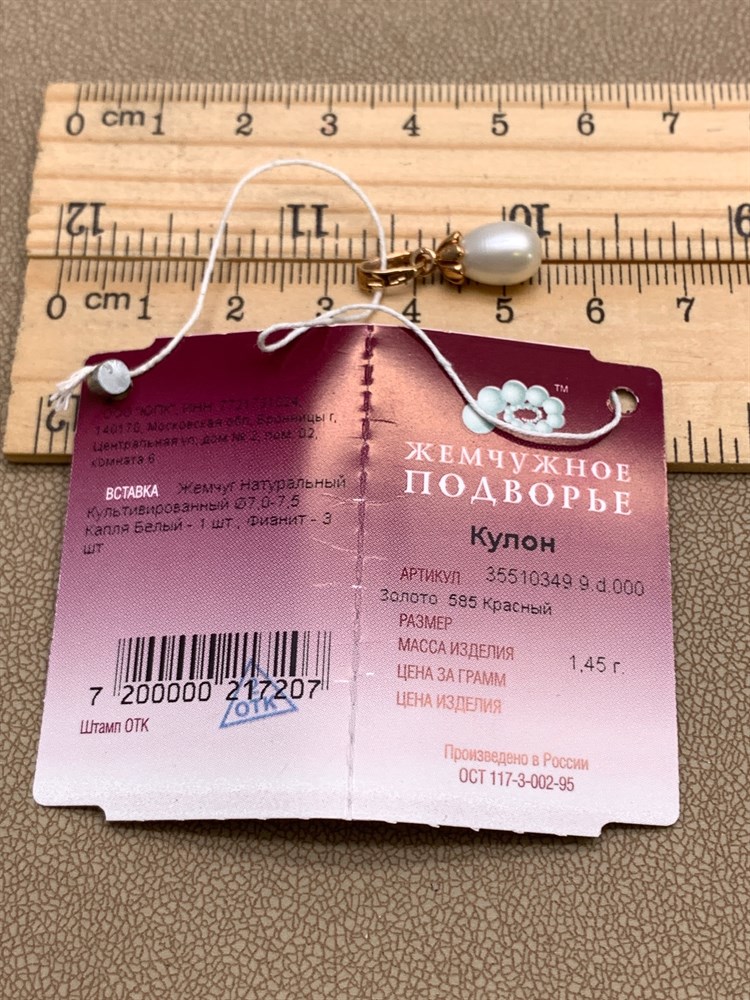 0 cm 1 2 3 4 5 6 7
12 11 10 9
0 cm 1 2 3 4 5 6 7
ООО "ЮПК", ИНН
140170, Московская обл, Бронницы г,
Центральная ул, дом № 2, пом. 02,
комната 6
ВСТАВКА Жемчуг Натуральный
Культивированный Ø7,0-7,5
Капля Белый - 1 шт., Фианит - 3
шт
7 200000 217207
ОТК
Штамп ОТК
TM
ЖЕМЧУЖНОЕ
ПОДВОРЬЕ
Кулон
АРТИКУЛ 35510349.9.d.000
Золото 585 Красный
РАЗМЕР
МАССА ИЗДЕЛИЯ 1,45 г.
ЦЕНА ЗА ГРАММ
ЦЕНА ИЗДЕЛИЯ
Произведено в России
ОСТ 117-3-002-95